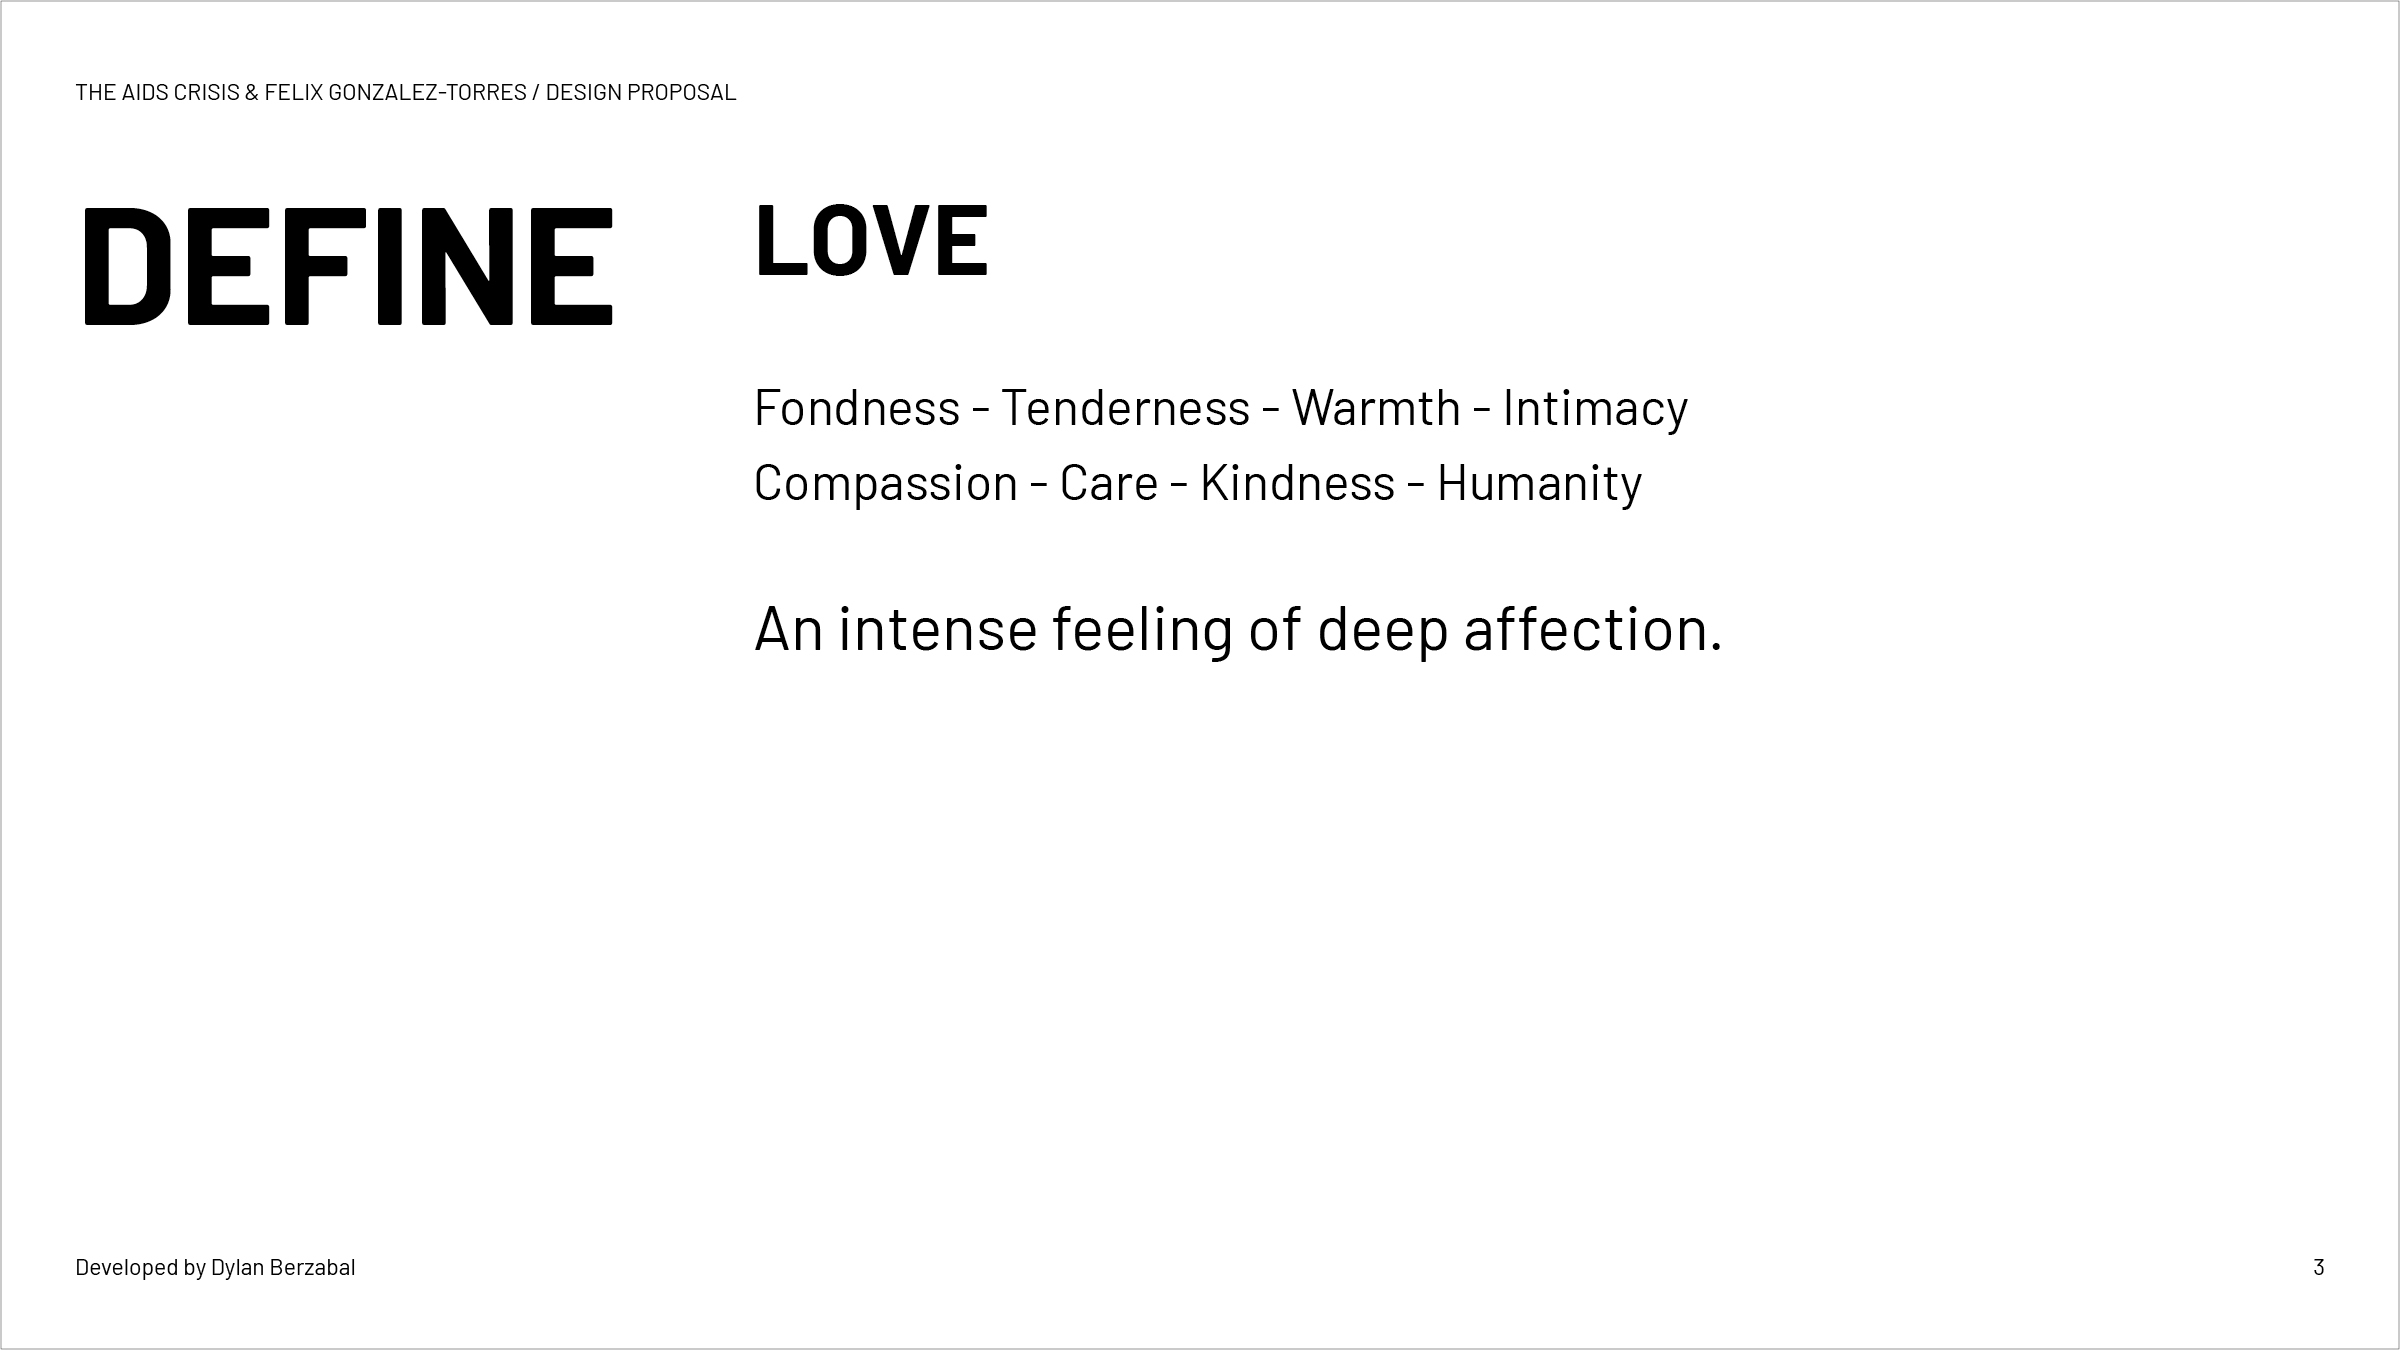 THE AIDS CRISIS & FELIX GONZALEZ-TORRES / DESIGN PROPOSAL
DEFINE
LOVE
Fondness - Tenderness - Warmth - Intimacy
Compassion - Care - Kindness - Humanity
An intense feeling of deep affection.
Developed by Dylan Berzabal
3